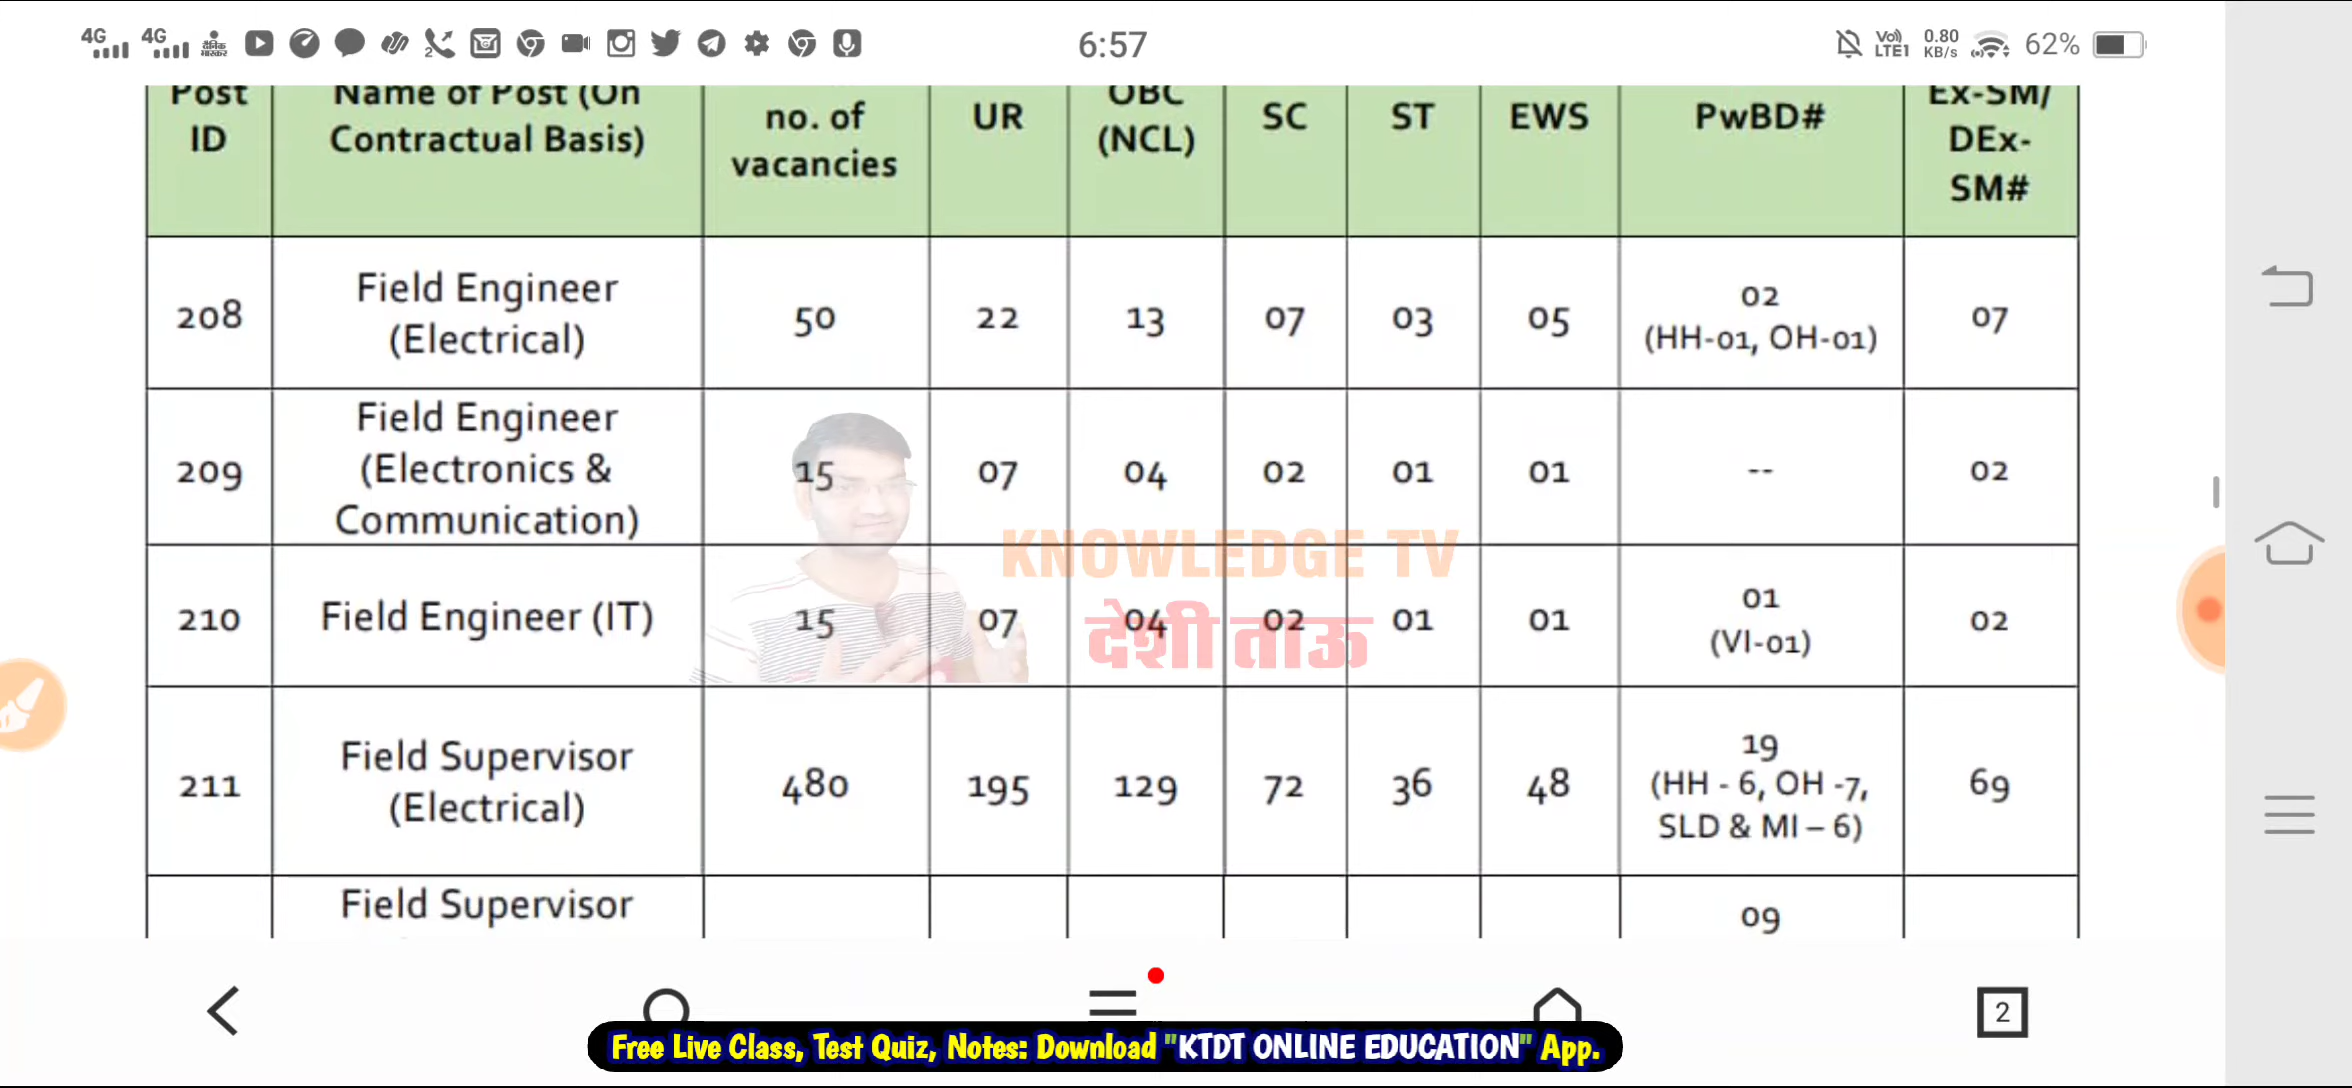 4G 4G दैनिक भास्कर 2 6:57 Vo) LTE1 0.80 KB/s 62%
Post ID Name of Post (On Contractual Basis) no. of vacancies UR OBC (NCL) SC ST EWS PwBD# Ex-SM/ DEx-SM#
208 Field Engineer (Electrical) 50 22 13 07 03 05 02 (HH-01, OH-01) 07
209 Field Engineer (Electronics & Communication) 15 07 04 02 01 01 -- 02
KNOWLEDGE TV
देशी ताऊ
210 Field Engineer (IT) 15 07 04 02 01 01 01 (VI-01) 02
211 Field Supervisor (Electrical) 480 195 129 72 36 48 19 (HH - 6, OH -7, SLD & MI – 6) 69
Field Supervisor 09
2
Free Live Class, Test Quiz, Notes: Download "KTDT ONLINE EDUCATION" App.